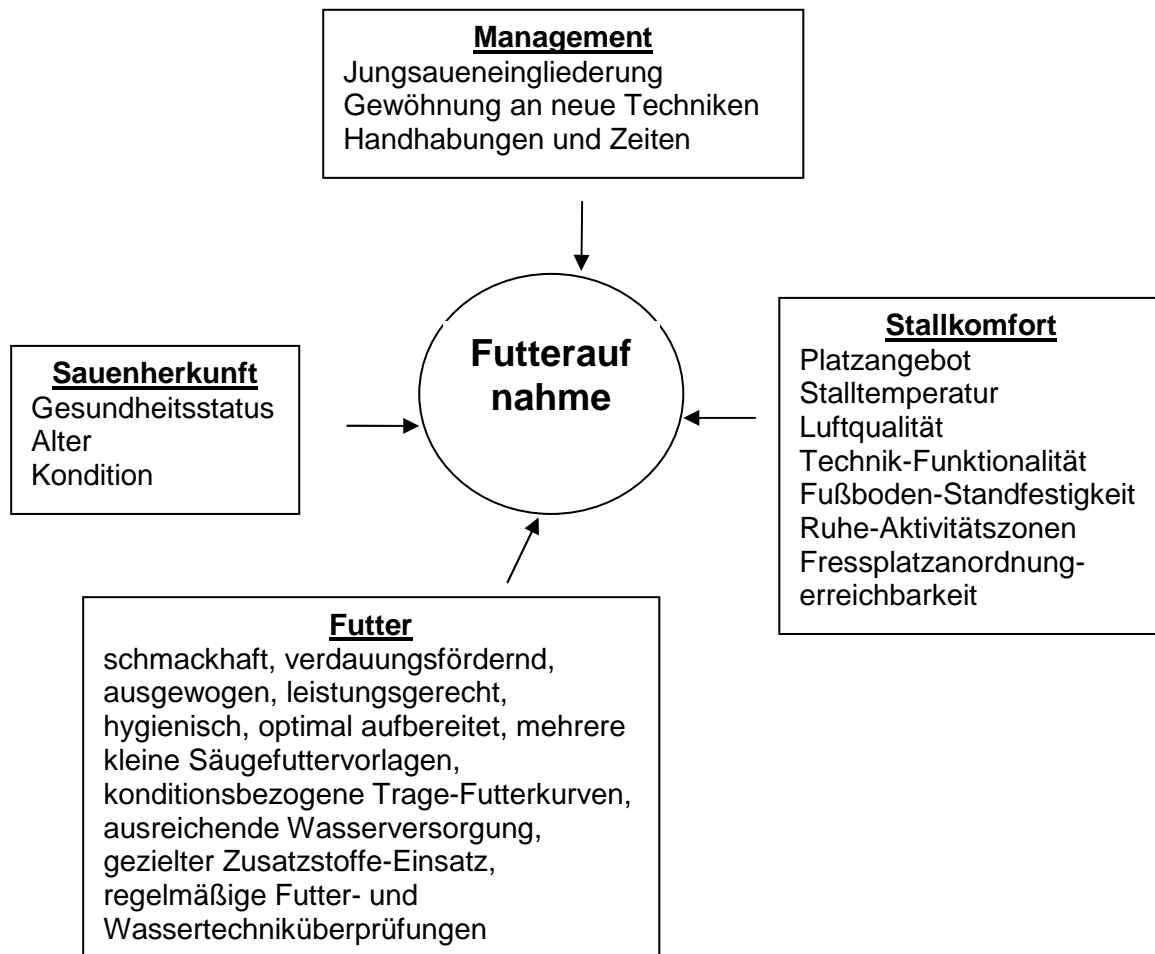 Management
Jungsaueneingliederung
Gewöhnung an neue Techniken
Handhabungen und Zeiten
Futterauf
nahme
Sauenherkunft
Gesundheitsstatus
Alter
Kondition
Stallkomfort
Platzangebot
Stalltemperatur
Luftqualität
Technik-Funktionalität
Fußboden-Standfestigkeit
Ruhe-Aktivitätszonen
Fressplatzanordnung-
erreichbarkeit
Futter
schmackhaft, verdauungsfördernd,
ausgewogen, leistungsgerecht,
hygienisch, optimal aufbereitet, mehrere
kleine Säugefuttervorlagen,
konditionsbezogene Trage-Futterkurven,
ausreichende Wasserversorgung,
gezielter Zusatzstoffe-Einsatz,
regelmäßige Futter- und
Wassertechniküberprüfungen